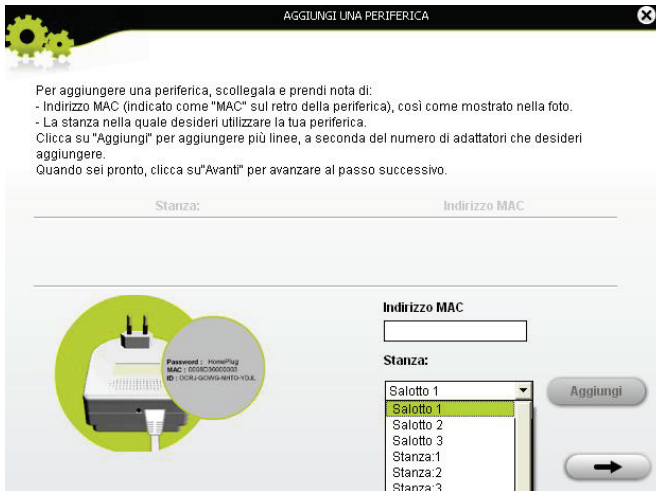 AGGIUNGI UNA PERIFERICA
Per aggiungere una periferica, scollegala e prendi nota di:
- Indirizzo MAC (indicato come "MAC" sul retro della periferica), così come mostrato nella foto.
- La stanza nella quale desideri utilizzare la tua periferica.
Clicca su "Aggiungi" per aggiungere più linee, a seconda del numero di adattatori che desideri
aggiungere.
Quando sei pronto, clicca su"Avanti" per avanzare al passo successivo.
Stanza: Indirizzo MAC
Password : HomePlug
MAC :
ID :
Indirizzo MAC
Stanza:
Salotto 1
Aggiungi
Salotto 1
Salotto 2
Salotto 3
Stanza:1
Stanza:2
Stanza:3